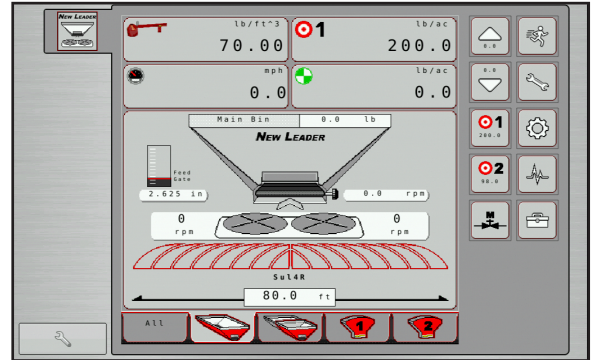 NEW LEADER
lb/ft^3
70.00
1
lb/ac
200.0
mph
0.0
lb/ac
0.0
Main Bin 0.0 lb
NEW LEADER
Feed
Gate
2.625 in
0.0 rpm
0
rpm
0
rpm
Sul4R
80.0 ft
All
1
2
0.0
0.0
1
200.0
2
90.0
M